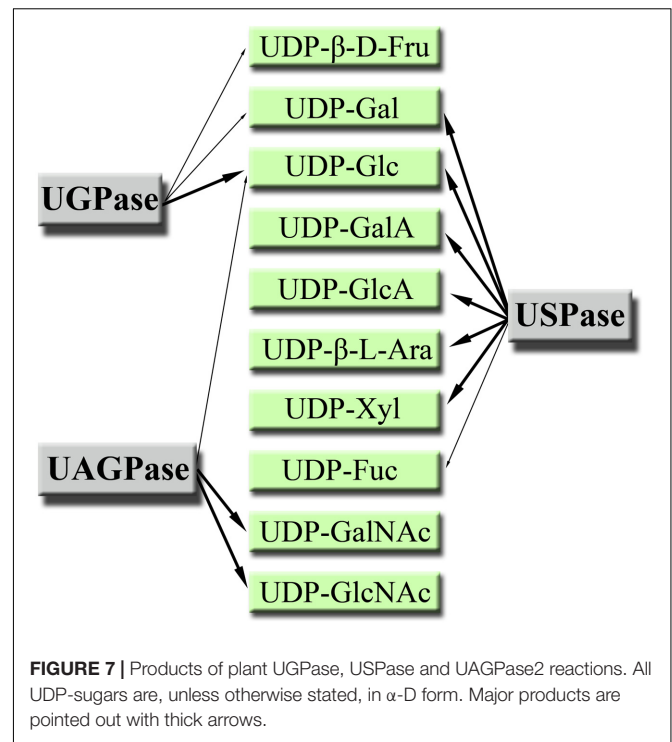 UDP-β-D-Fru
UDP-Gal
UDP-Glc
UGPase
UDP-GalA
UDP-GlcA
USPase
UDP-β-L-Ara
UDP-Xyl
UAGPase
UDP-Fuc
UDP-GalNAc
UDP-GlcNAc
FIGURE 7 | Products of plant UGPase, USPase and UAGPase2 reactions. All
UDP-sugars are, unless otherwise stated, in α-D form. Major products are
pointed out with thick arrows.